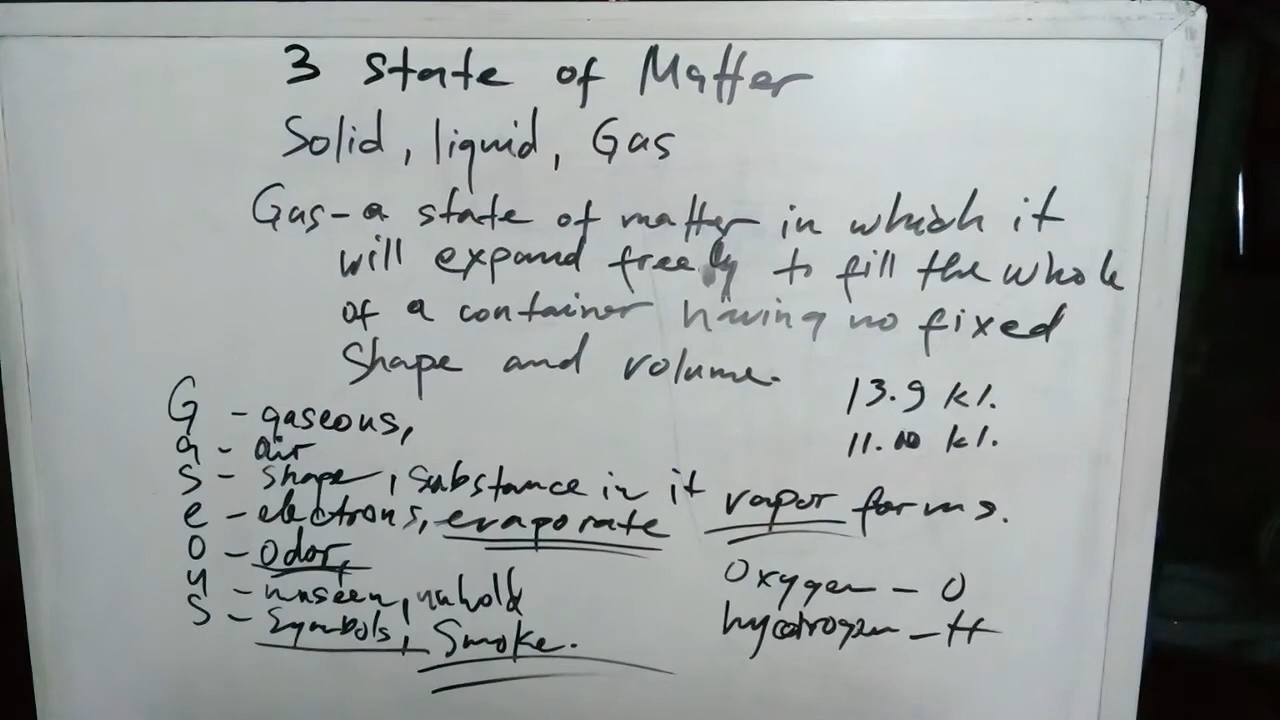 3 State of Matter
Solid, liquid, Gas
Gas - a state of matter in which it
will expand freely to fill the whole
of a container having no fixed
Shape and volume.
13.9 kl.
11.00 kl.
G - gaseous,
a - air
S - shape, substance in it vapor forms.
e - electrons, evaporate
O - Odor,
u - unseen, unhold
S - Symbols, Smoke.
Oxygen - O
hydrogen - H